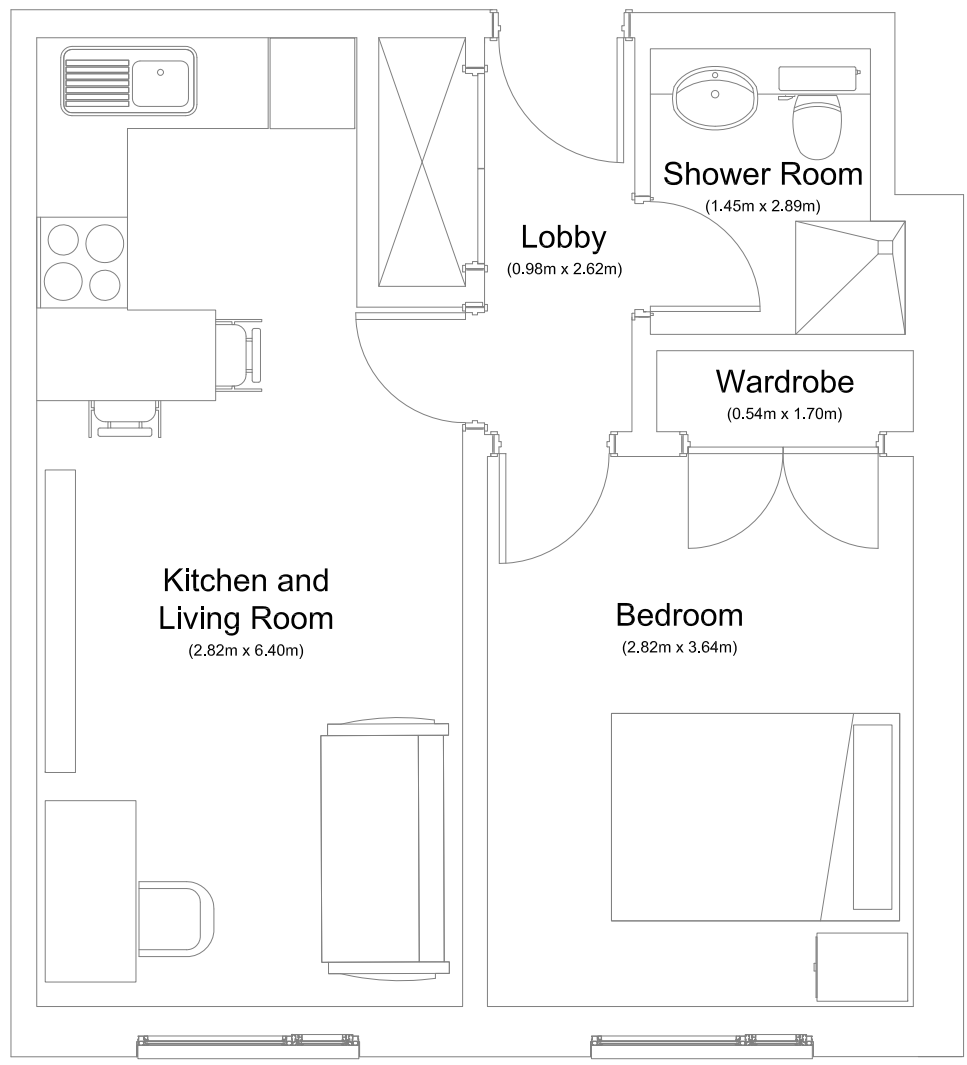 Shower Room
(1.45m x 2.89m)
Lobby
(0.98m x 2.62m)
Wardrobe
(0.54m x 1.70m)
Kitchen and
Living Room
(2.82m x 6.40m)
Bedroom
(2.82m x 3.64m)